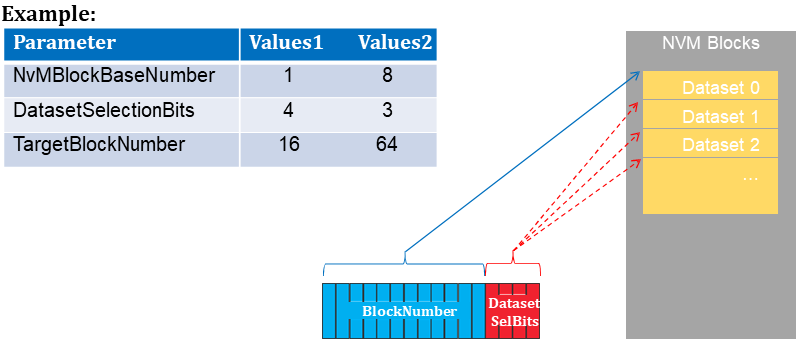 Example:
Parameter Values1 Values2
NvMBlockBaseNumber 1 8
DatasetSelectionBits 4 3
TargetBlockNumber 16 64
NVM Blocks
Dataset 0
Dataset 1
Dataset 2
...
BlockNumber
Dataset
SelBits